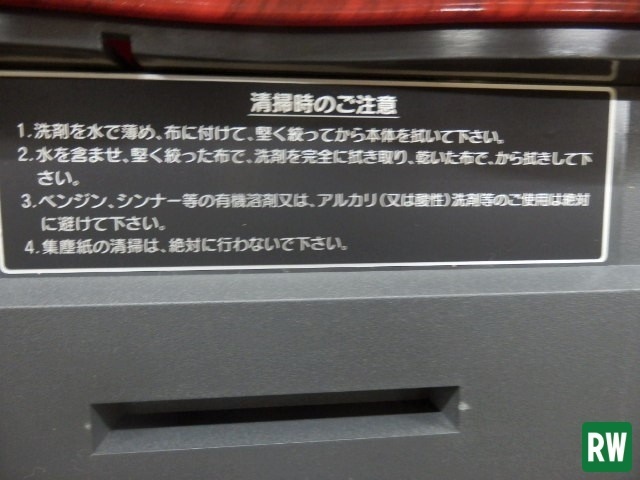 清掃時のご注意
1.洗剤を水で薄め、布に付けて、堅く絞ってから本体を拭いて下さい。
2.水を含ませ、堅く絞った布で、洗剤を完全に拭き取り、乾いた布で、から拭きして下
さい。
3.ベンジン、シンナー等の有機溶剤又は、アルカリ(又は酸性)洗剤等のご使用は絶対
に避けて下さい。
4.集塵紙の清掃は、絶対に行わないで下さい。
RW